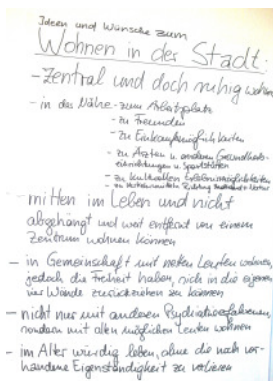 Ideen und Wünsche zum
Wohnen in der Stadt:
- Zentral und doch ruhig wohnen
- in der Nähe - zum Arbeitsplatz
- zu Freunden
- zu Einkaufsmöglichkeiten
- zu Ärzten u. anderen Gesundheits-
einrichtungen u. Sportstätten
- zu kulturellen Erlebnismöglichkeiten
- zu Verkehrsmitteln
- mitten im Leben und nicht
abgehängt und weit entfernt von einem
Zentrum wohnen können
- in Gemeinschaft mit netten Leuten wohnen,
jedoch die Freiheit haben, sich in die eigenen
vier Wände zurückziehen zu können
- nicht nur mit anderen Psychiatrieerfahrenen,
sondern mit allen möglichen Leuten wohnen
- im Alter würdig leben, ohne die noch vor-
handene Eigenständigkeit zu verlieren